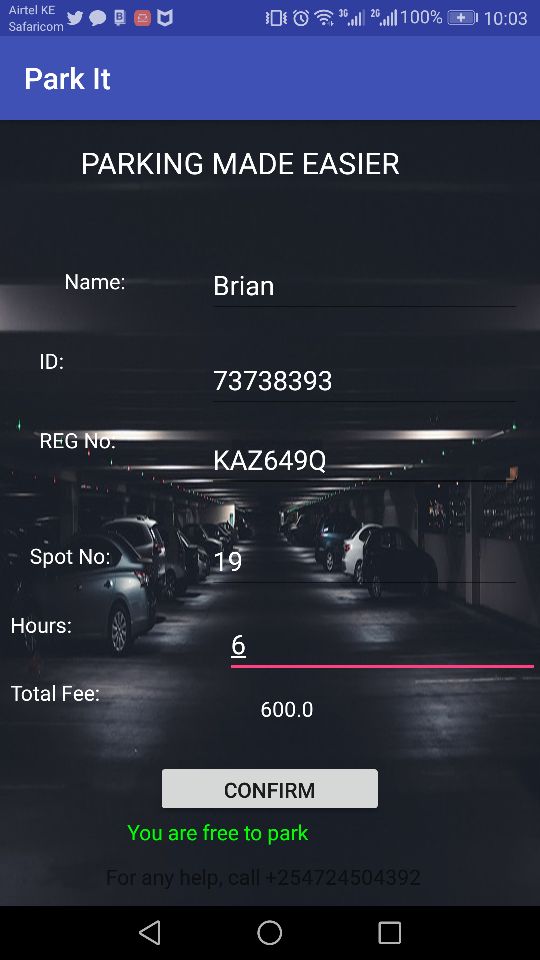 Airtel KE
Safaricom
3G 2G 100% 10:03
Park It
PARKING MADE EASIER
Name: Brian
ID: 73738393
REG No: KAZ649Q
Spot No: 19
Hours: 6
Total Fee: 600.0
CONFIRM
You are free to park
For any help, call +254724504392